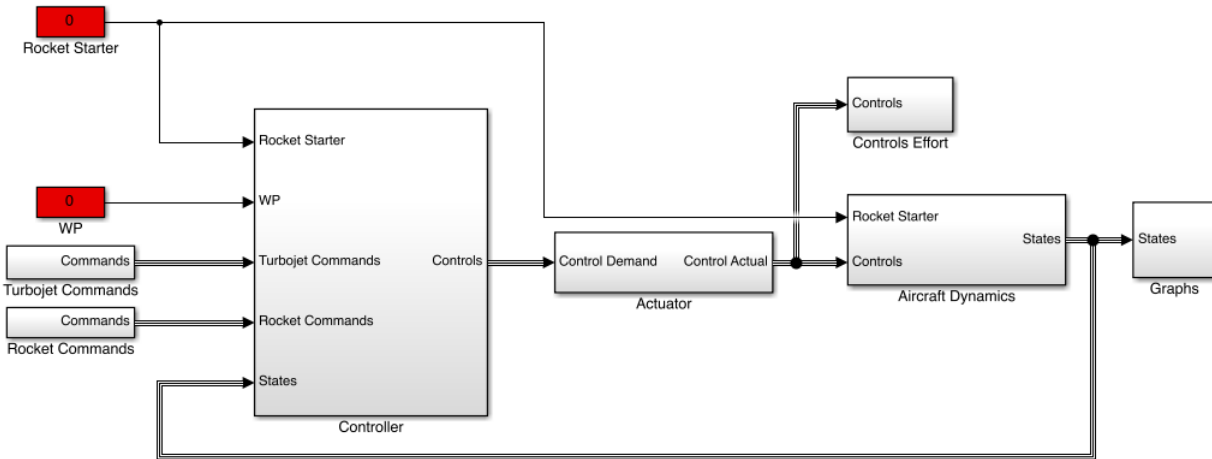 0
Rocket Starter
Controls
Controls Effort
Rocket Starter
0
WP
WP
Commands
Turbojet Commands
Turbojet Commands
Controls
Commands
Rocket Commands
Rocket Commands
States
Controller
Control Demand
Control Actual
Actuator
Rocket Starter
States
Controls
Aircraft Dynamics
States
Graphs